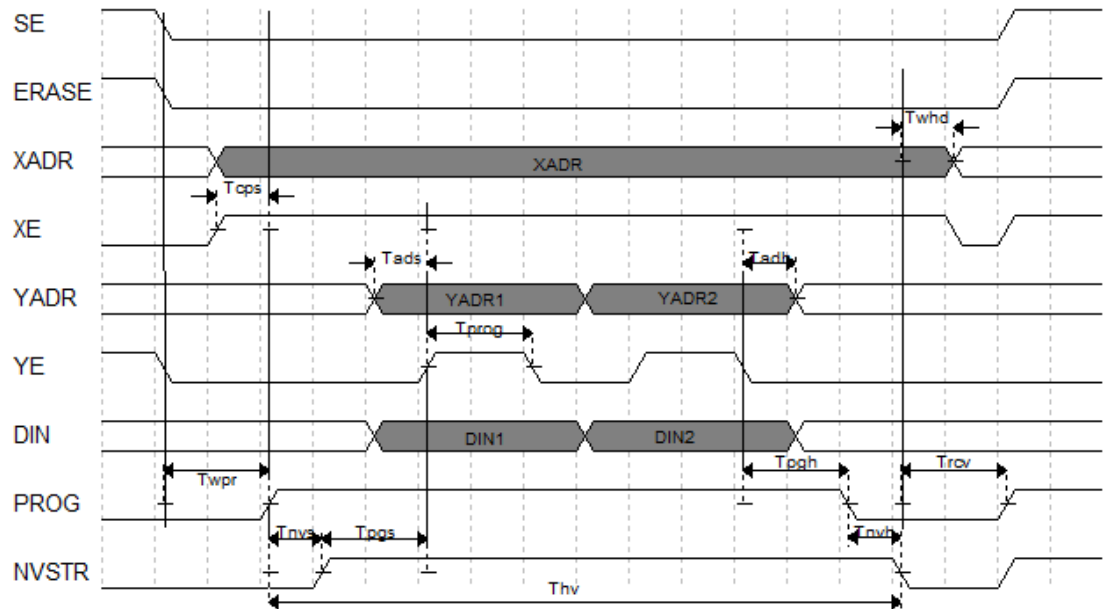 SE
ERASE
Twhd
XADR
XADR
Tcps
XE
Tads
Tadh
YADR
YADR1
YADR2
Tprog
YE
DIN
DIN1
DIN2
Twpr
Tpgh
Trcv
PROG
Tnvs
Tpgs
Tnvh
NVSTR
Thv